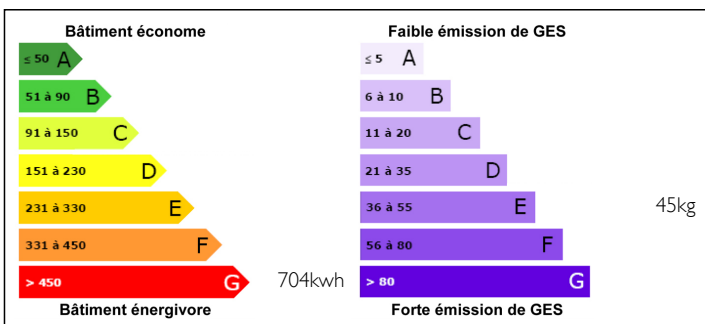 Bâtiment économe
≤ 50 A
51 à 90 B
91 à 150 C
151 à 230 D
231 à 330 E
331 à 450 F
> 450 G 704kwh
Bâtiment énergivore
Faible émission de GES
≤ 5 A
6 à 10 B
11 à 20 C
21 à 35 D
36 à 55 E 45kg
56 à 80 F
> 80 G
Forte émission de GES